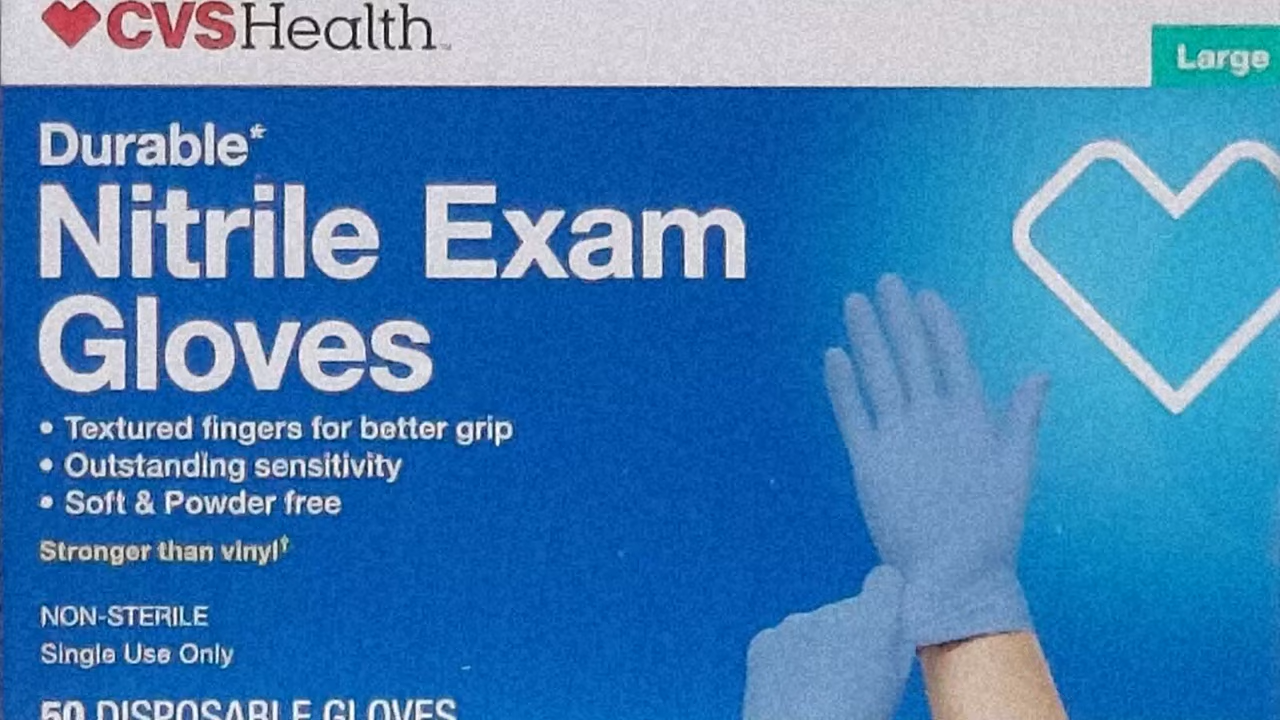 CVSHealth™
Large
Durable*
Nitrile Exam
Gloves
• Textured fingers for better grip
• Outstanding sensitivity
• Soft & Powder free
Stronger than vinyl†
NON-STERILE
Single Use Only
50 DISPOSABLE GLOVES